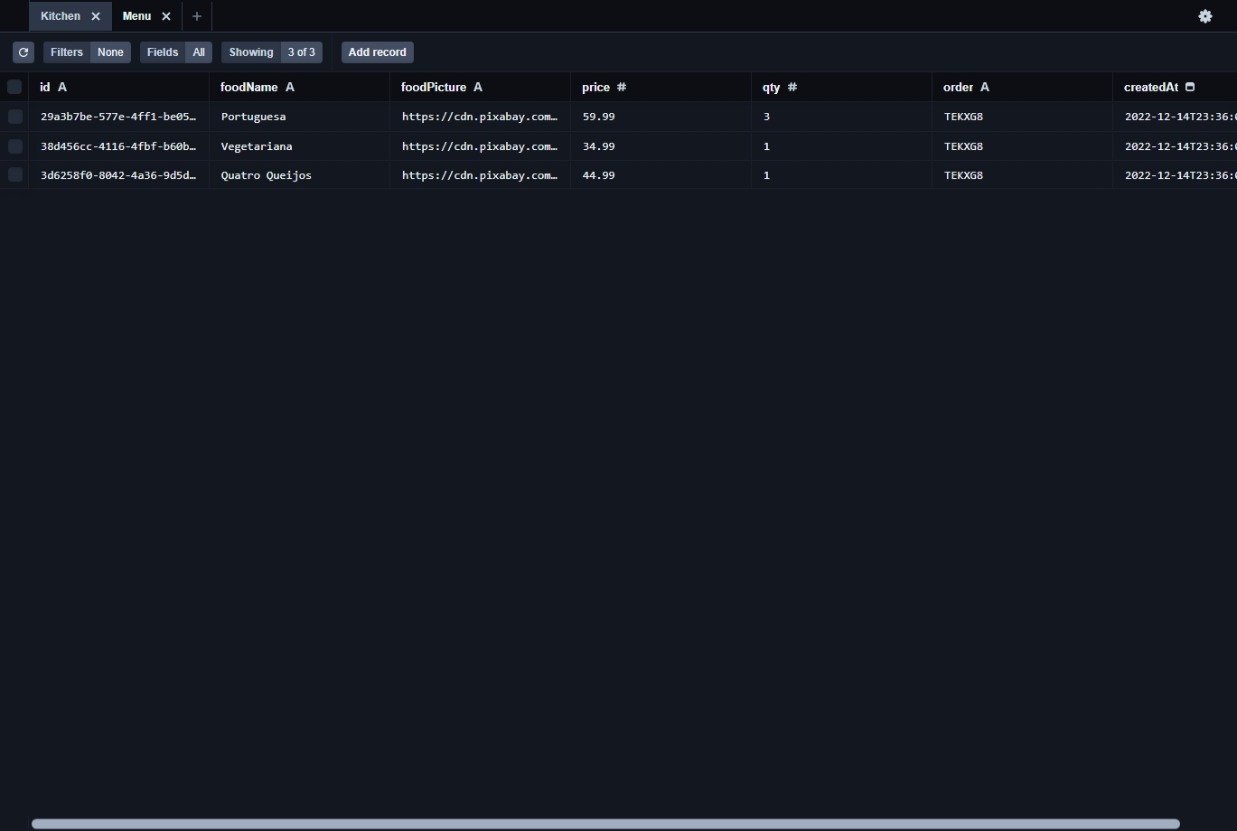 Kitchen Menu
Filters None Fields All Showing 3 of 3 Add record
id A foodName A foodPicture A price # qty # order A createdAt
29a3b7be-577e-4ff1-be05… Portuguesa https://cdn.pixabay.com… 59.99 3 TEKXG8 2022-12-14T23:36:0
38d456cc-4116-4fbf-b60b… Vegetariana https://cdn.pixabay.com… 34.99 1 TEKXG8 2022-12-14T23:36:0
3d6258f0-8042-4a36-9d5d… Quatro Queijos https://cdn.pixabay.com… 44.99 1 TEKXG8 2022-12-14T23:36:0